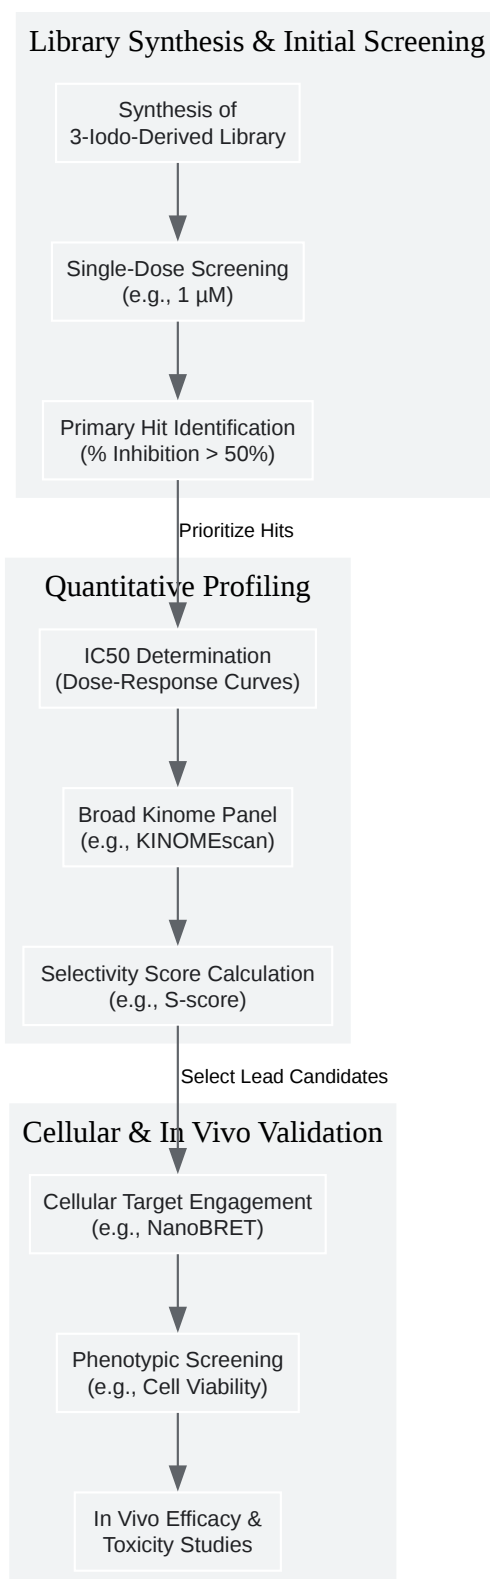 Library Synthesis & Initial Screening
Synthesis of
3-Iodo-Derived Library
Single-Dose Screening
(e.g., 1 µM)
Primary Hit Identification
(% Inhibition > 50%)
Prioritize Hits
Quantitative Profiling
IC50 Determination
(Dose-Response Curves)
Broad Kinome Panel
(e.g., KINOMEscan)
Selectivity Score Calculation
(e.g., S-score)
Select Lead Candidates
Cellular & In Vivo Validation
Cellular Target Engagement
(e.g., NanoBRET)
Phenotypic Screening
(e.g., Cell Viability)
In Vivo Efficacy &
Toxicity Studies